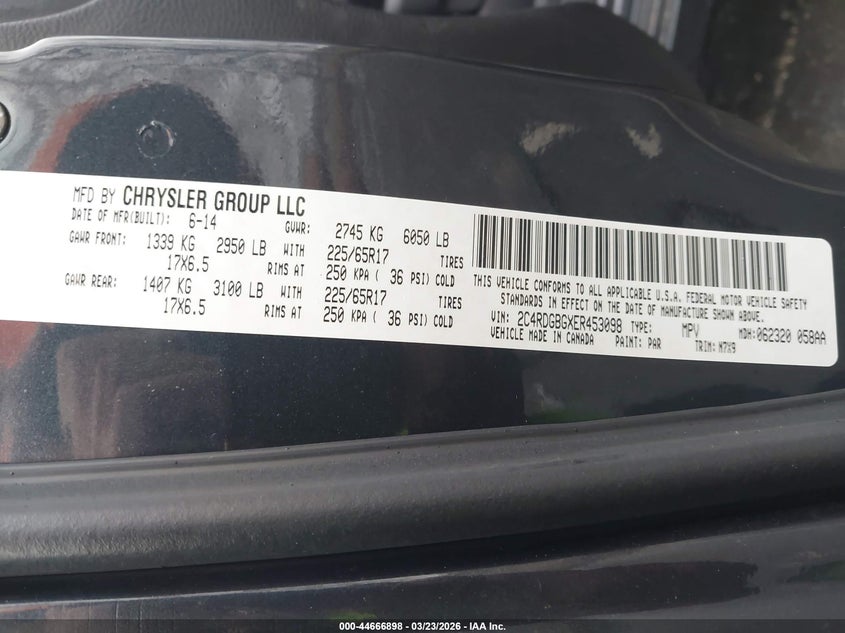 MFD BY CHRYSLER GROUP LLC
DATE OF MFR(BUILT): 6-14 GVWR: 2745 KG 6050 LB
GAWR FRONT: 1339 KG 2950 LB WITH 225/65R17 TIRES
17X6.5 RIMS AT 250 KPA ( 36 PSI) COLD
GAWR REAR: 1407 KG 3100 LB WITH 225/65R17 TIRES
17X6.5 RIMS AT 250 KPA ( 36 PSI) COLD
THIS VEHICLE CONFORMS TO ALL APPLICABLE U.S.A. FEDERAL MOTOR VEHICLE SAFETY
STANDARDS IN EFFECT ON THE DATE OF MANUFACTURE SHOWN ABOVE.
VIN: 2C4RDGBGXER453098 TYPE: MPV MDH:062320 058AA
VEHICLE MADE IN CANADA PAINT: PAR TRIM: M7X9
000-44666898 | 03/23/2026 - IAA Inc.